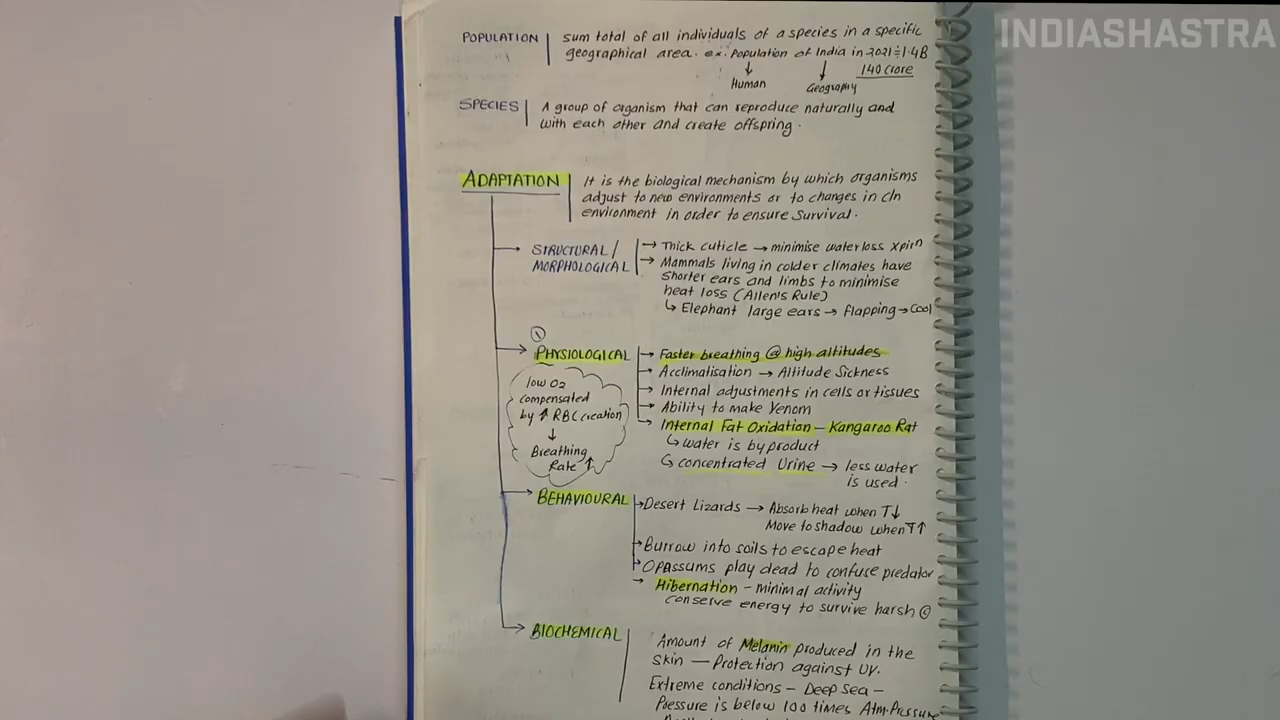 INDIASHASTRA
POPULATION sum total of all individuals of a species in a specific
geographical area. ex. Population of India in 2021 ≑ 1.4B
140 Crore
Human
Geography
SPECIES A group of organism that can reproduce naturally and
with each other and create offspring.
ADAPTATION It is the biological mechanism by which organisms
adjust to new environments or to changes in c/n
environment in order to ensure survival.
STRUCTURAL/
MORPHOLOGICAL
→ Thick cuticle → minimise water loss xpirⁿ
→ Mammals living in colder climates have
shorter ears and limbs to minimise
heat loss (Allen's Rule)
↳ Elephant large ears → flapping → Cool
①
PHYSIOLOGICAL
→ Faster breathing @ high altitudes
→ Acclimatisation → Altitude Sickness
→ Internal adjustments in cells or tissues
→ Ability to make Venom
→ Internal Fat Oxidation – Kangaroo Rat
↳ water is by product
↳ concentrated Urine → less water
is used.
low O2
compensated
by ↑ RBC creation
↓
Breathing
Rate ↑
BEHAVIOURAL
→ Desert Lizards → Absorb heat when T↓
Move to shadow when T↑
→ Burrow into soils to escape heat
→ Opassums play dead to confuse predator
→ Hibernation – minimal activity
conserve energy to survive harsh ©
BIOCHEMICAL
Amount of Melanin produced in the
skin — Protection against UV.
Extreme conditions – Deep Sea –
Pressure is below 100 times Atm. Pressure